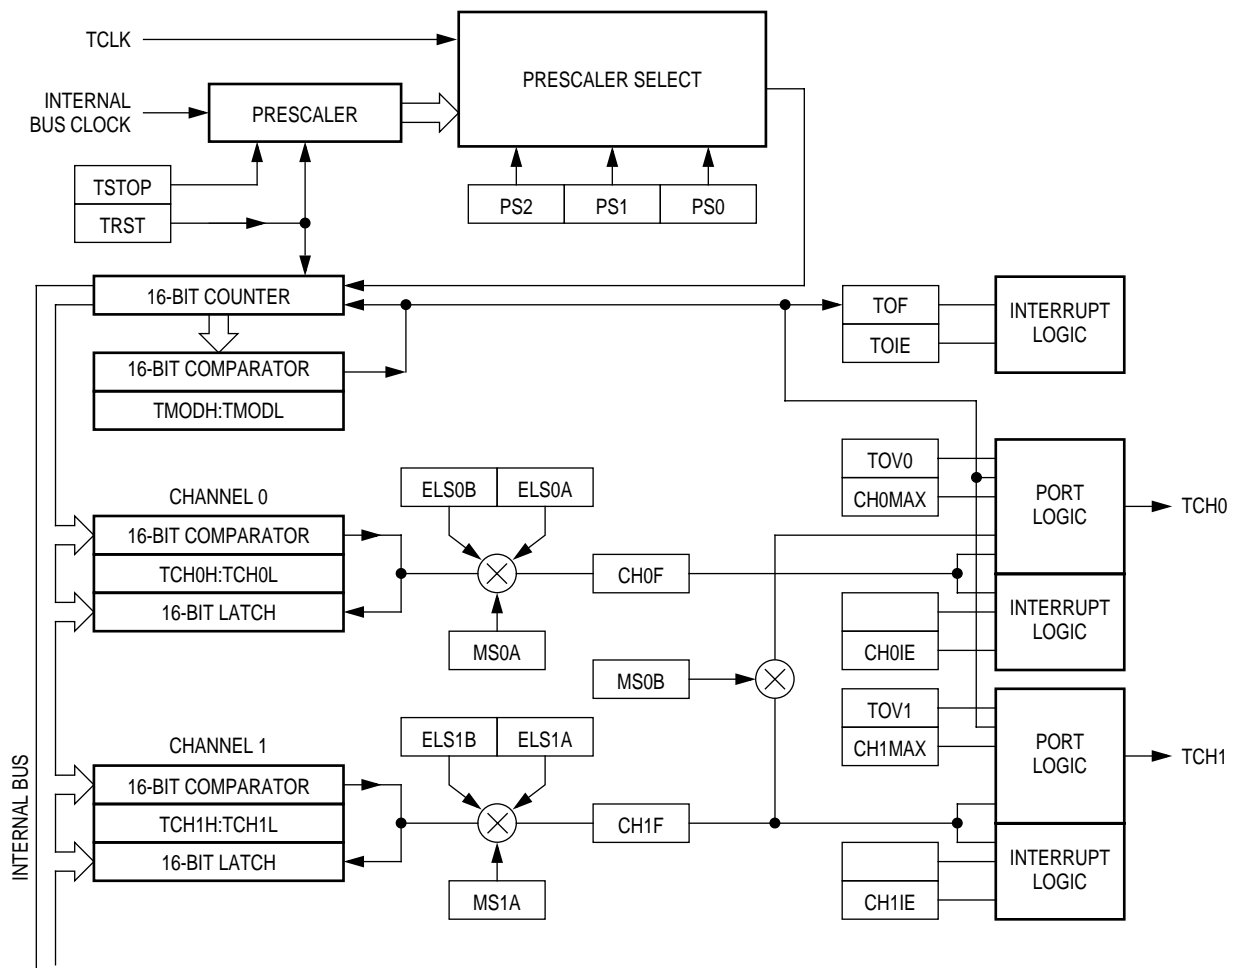 TCLK
PRESCALER SELECT
INTERNAL
BUS CLOCK
PRESCALER
TSTOP
TRST
PS2
PS1
PS0
16-BIT COUNTER
16-BIT COMPARATOR
TMODH:TMODL
TOF
TOIE
INTERRUPT
LOGIC
CHANNEL 0
16-BIT COMPARATOR
TCH0H:TCH0L
16-BIT LATCH
ELS0B
ELS0A
MS0A
CH0F
TOV0
CH0MAX
PORT
LOGIC
TCH0
INTERRUPT
LOGIC
CH0IE
MS0B
CHANNEL 1
16-BIT COMPARATOR
TCH1H:TCH1L
16-BIT LATCH
ELS1B
ELS1A
MS1A
CH1F
TOV1
CH1MAX
PORT
LOGIC
TCH1
INTERRUPT
LOGIC
CH1IE
INTERNAL BUS